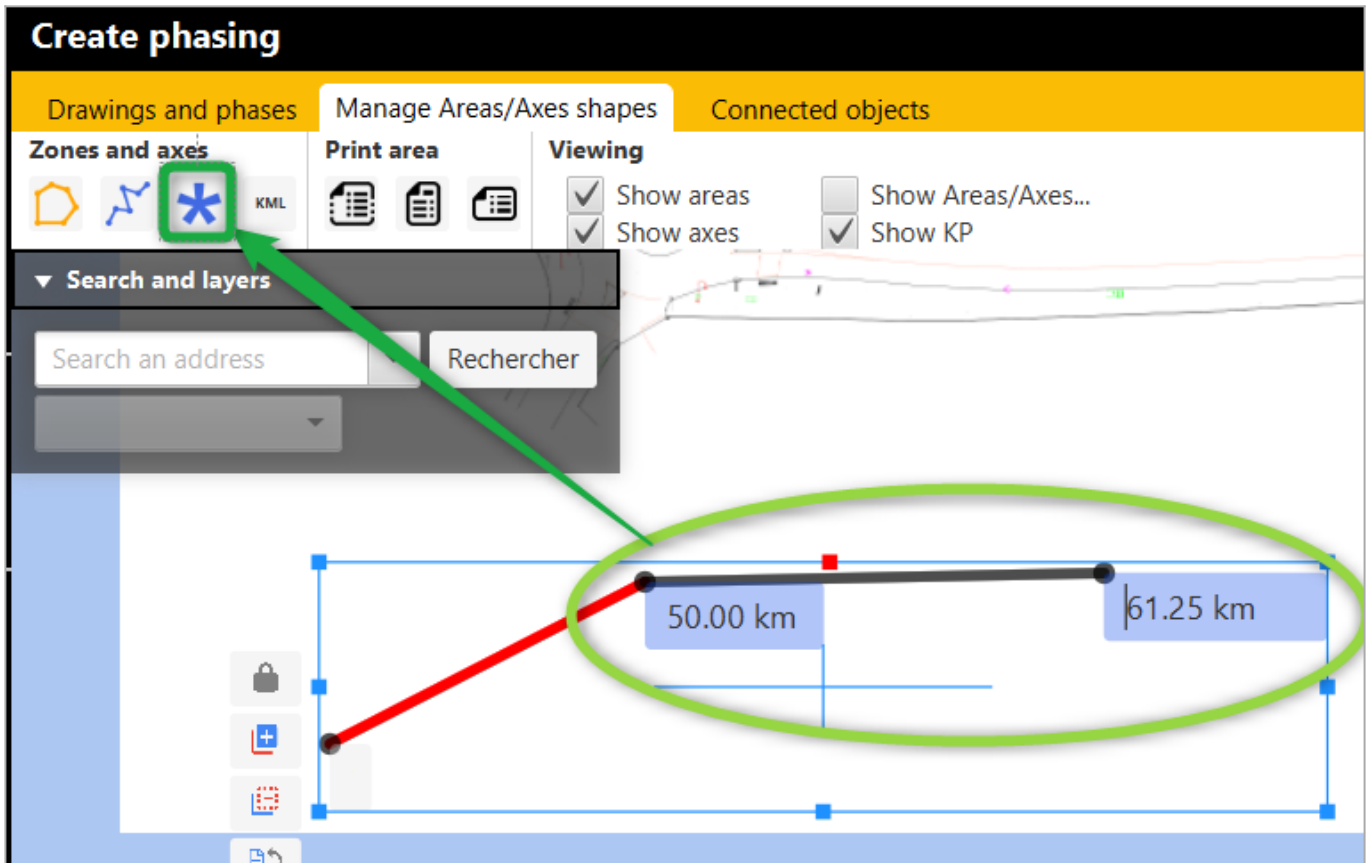 Create phasing
Drawings and phases Manage Areas/Axes shapes Connected objects
Zones and axes Print area Viewing
KML
Show areas Show Areas/Axes...
Show axes Show KP
Search and layers
Search an address Rechercher
50.00 km 61.25 km